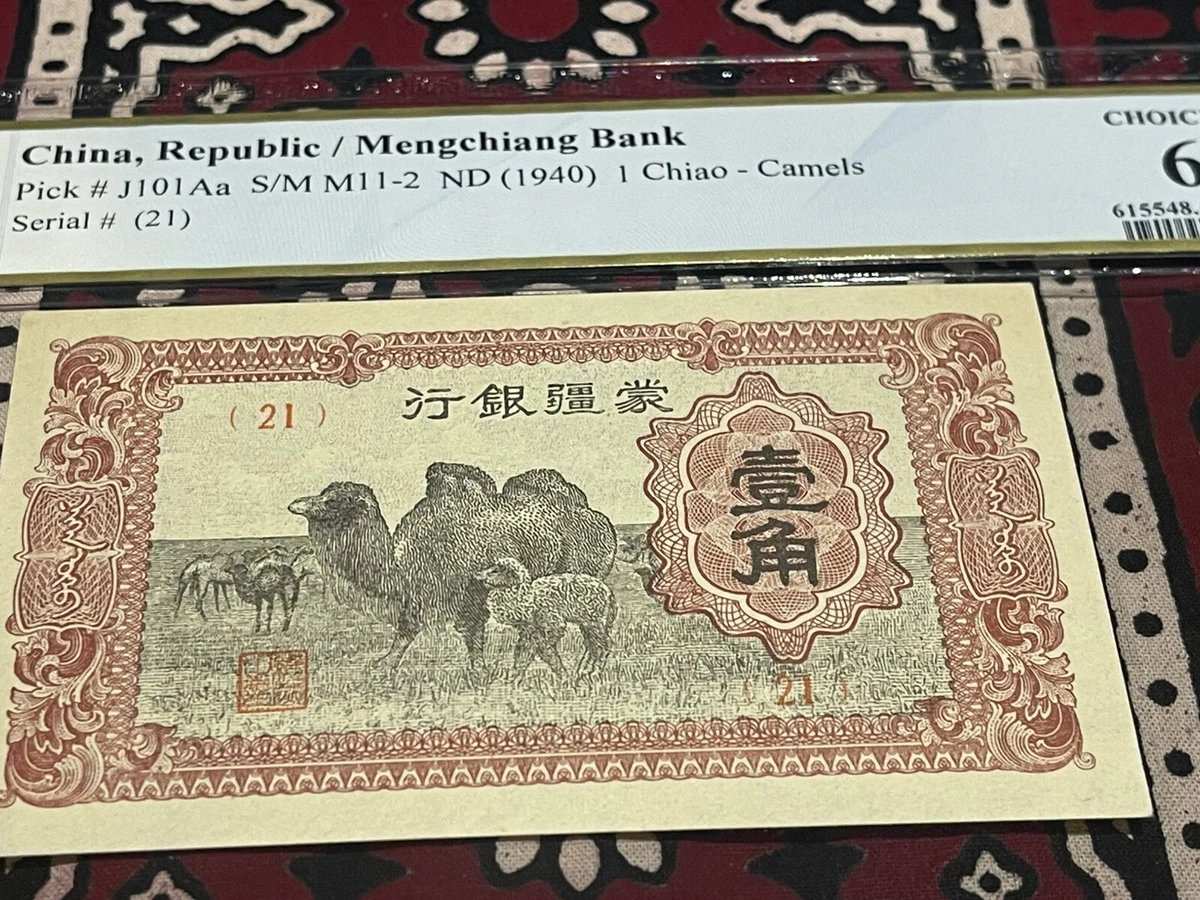 China, Republic / Mengchiang Bank
Pick # J101Aa S/M M11-2 ND (1940) 1 Chiao - Camels
Serial # (21)
CHOIC
6
615548.
行銀疆蒙
( 21 )
壹角
( 21 )